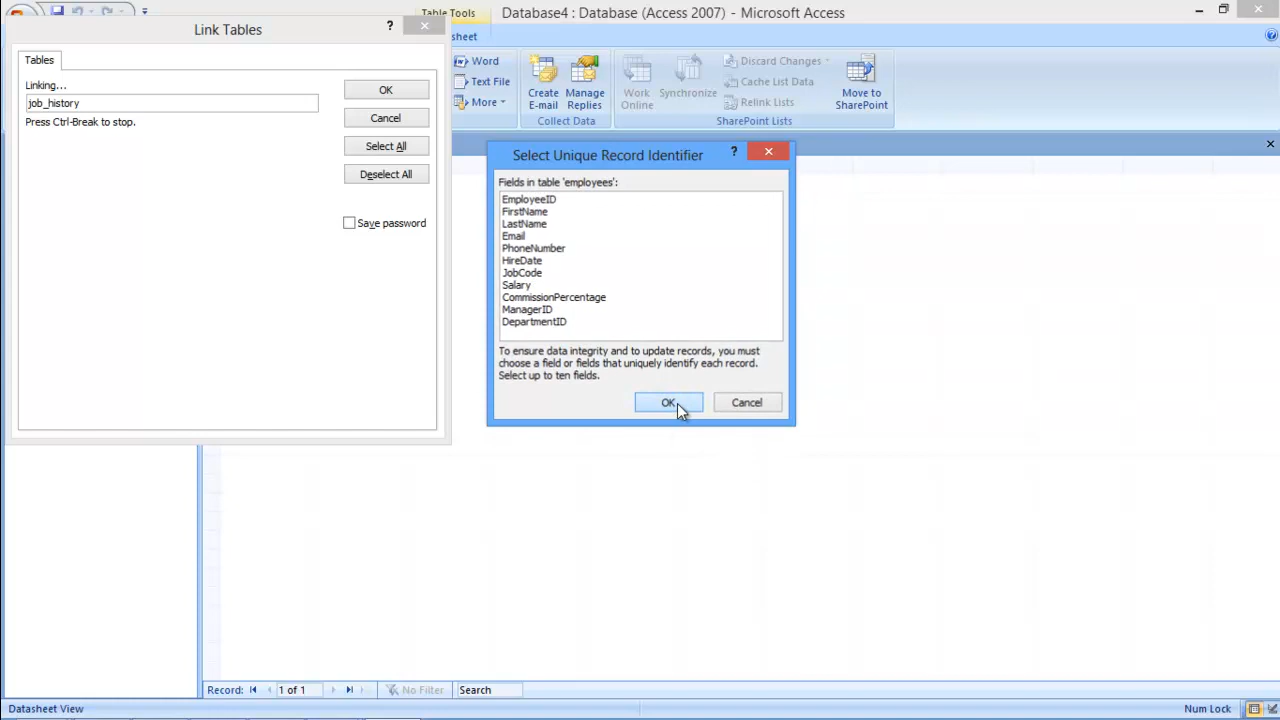 Table Tools
Database4 : Database (Access 2007) - Microsoft Access
Link Tables
?
Tables
Linking...
job_history
Press Ctrl-Break to stop.
OK
Cancel
Select All
Deselect All
Save password
sheet
Word
Text File
More
Create E-mail
Manage Replies
Collect Data
Work Online
Synchronize
Discard Changes
Cache List Data
Relink Lists
Move to SharePoint
SharePoint Lists
Select Unique Record Identifier
?
Fields in table 'employees':
EmployeeID
FirstName
LastName
Email
PhoneNumber
HireDate
JobCode
Salary
CommissionPercentage
ManagerID
DepartmentID
To ensure data integrity and to update records, you must
choose a field or fields that uniquely identify each record.
Select up to ten fields.
OK
Cancel
Record:
1 of 1
No Filter
Search
Datasheet View
Num Lock